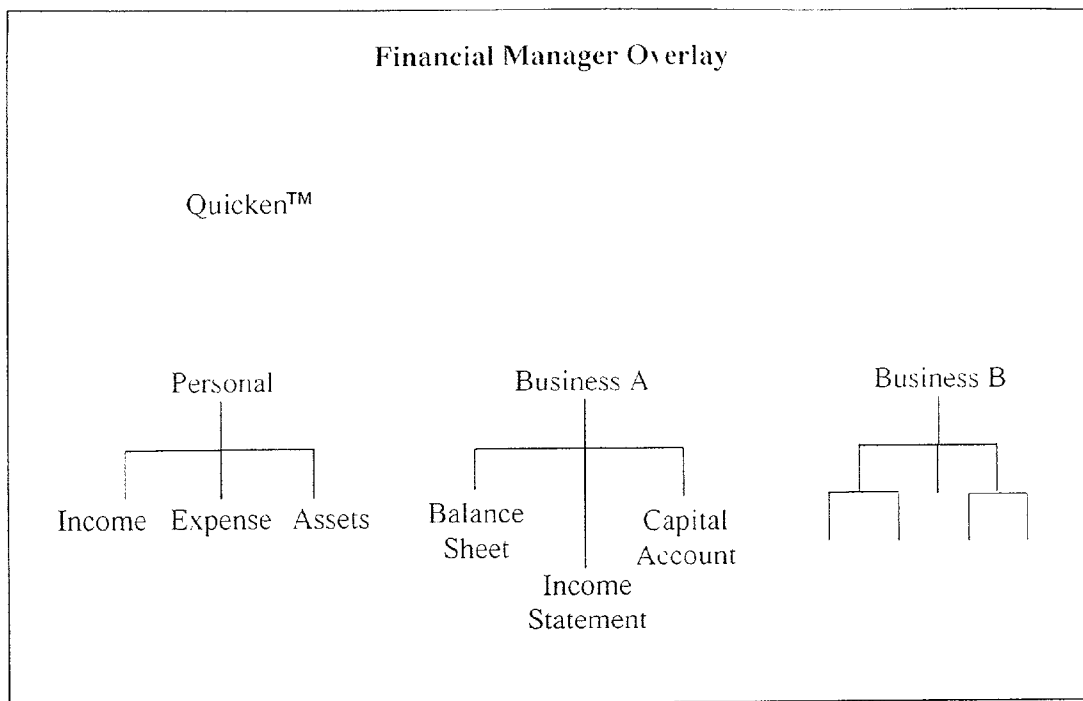 Financial Manager Overlay
Quicken™
Personal
Business A
Business B
Income Expense Assets
Balance
Sheet
Capital
Account
Income
Statement